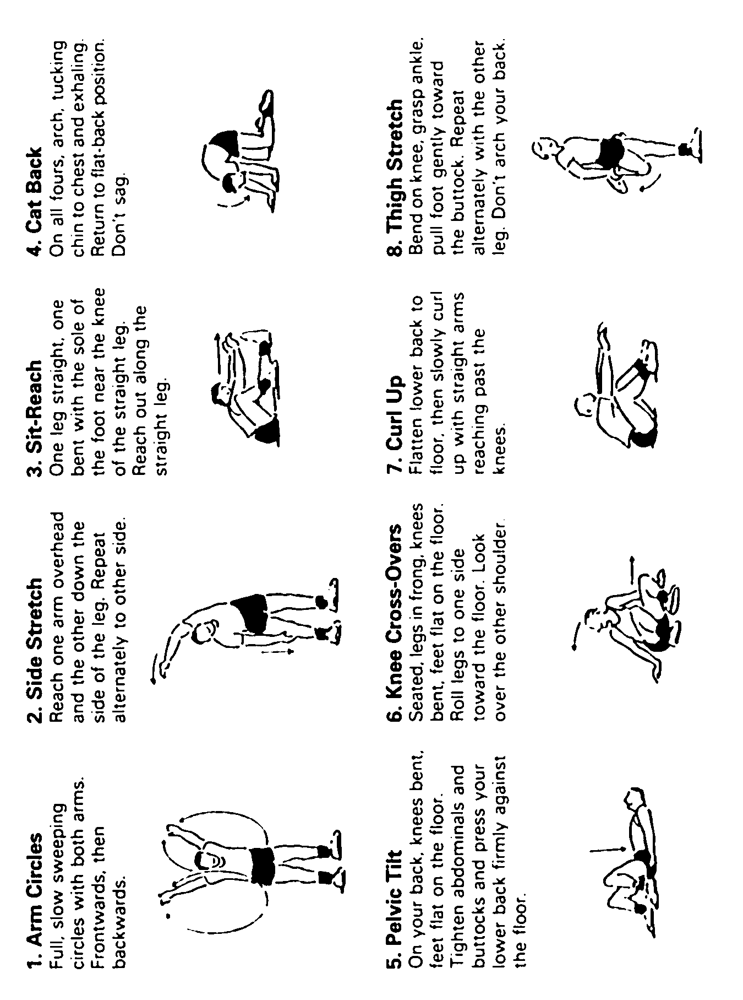 1. Arm Circles
Full, slow sweeping
circles with both arms.
Frontwards, then
backwards.
2. Side Stretch
Reach one arm overhead
and the other down the
side of the leg. Repeat
alternately to other side.
3. Sit-Reach
One leg straight, one
bent with the sole of
the foot near the knee
of the straight leg.
Reach out along the
straight leg.
4. Cat Back
On all fours, arch, tucking
chin to chest and exhaling.
Return to flat-back position.
Don't sag.
5. Pelvic Tilt
On your back, knees bent,
feet flat on the floor.
Tighten abdominals and
buttocks and press your
lower back firmly against
the floor.
6. Knee Cross-Overs
Seated, legs in frong, knees
bent, feet flat on the floor.
Roll legs to one side
toward the floor. Look
over the other shoulder.
7. Curl Up
Flatten lower back to
floor, then slowly curl
up with straight arms
reaching past the
knees.
8. Thigh Stretch
Bend on knee, grasp ankle,
pull foot gently toward
the buttock. Repeat
alternately with the other
leg. Don't arch your back.